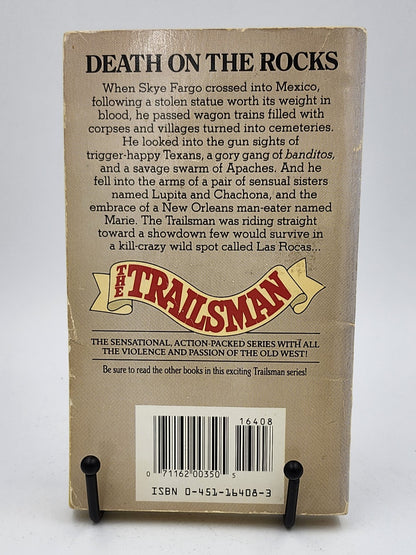 DEATH ON THE ROCKS
When Skye Fargo crossed into Mexico,
following a stolen statue worth its weight in
blood, he passed wagon trains filled with
corpses and villages turned into cemeteries.
He looked into the gun sights of
trigger-happy Texans, a gory gang of banditos,
and a savage swarm of Apaches. And he
fell into the arms of a pair of sensual sisters
named Lupita and Chachona, and the
embrace of a New Orleans man-eater named
Marie. The Trailsman was riding straight
toward a showdown few would survive in
a kill-crazy wild spot called Las Rocas...
THE TRAILSMAN
THE SENSATIONAL, ACTION-PACKED SERIES WITH ALL
THE VIOLENCE AND PASSION OF THE OLD WEST!
Be sure to read the other books in this exciting Trailsman series!
16408
0 71162 00350 5
ISBN 0-451-16408-3